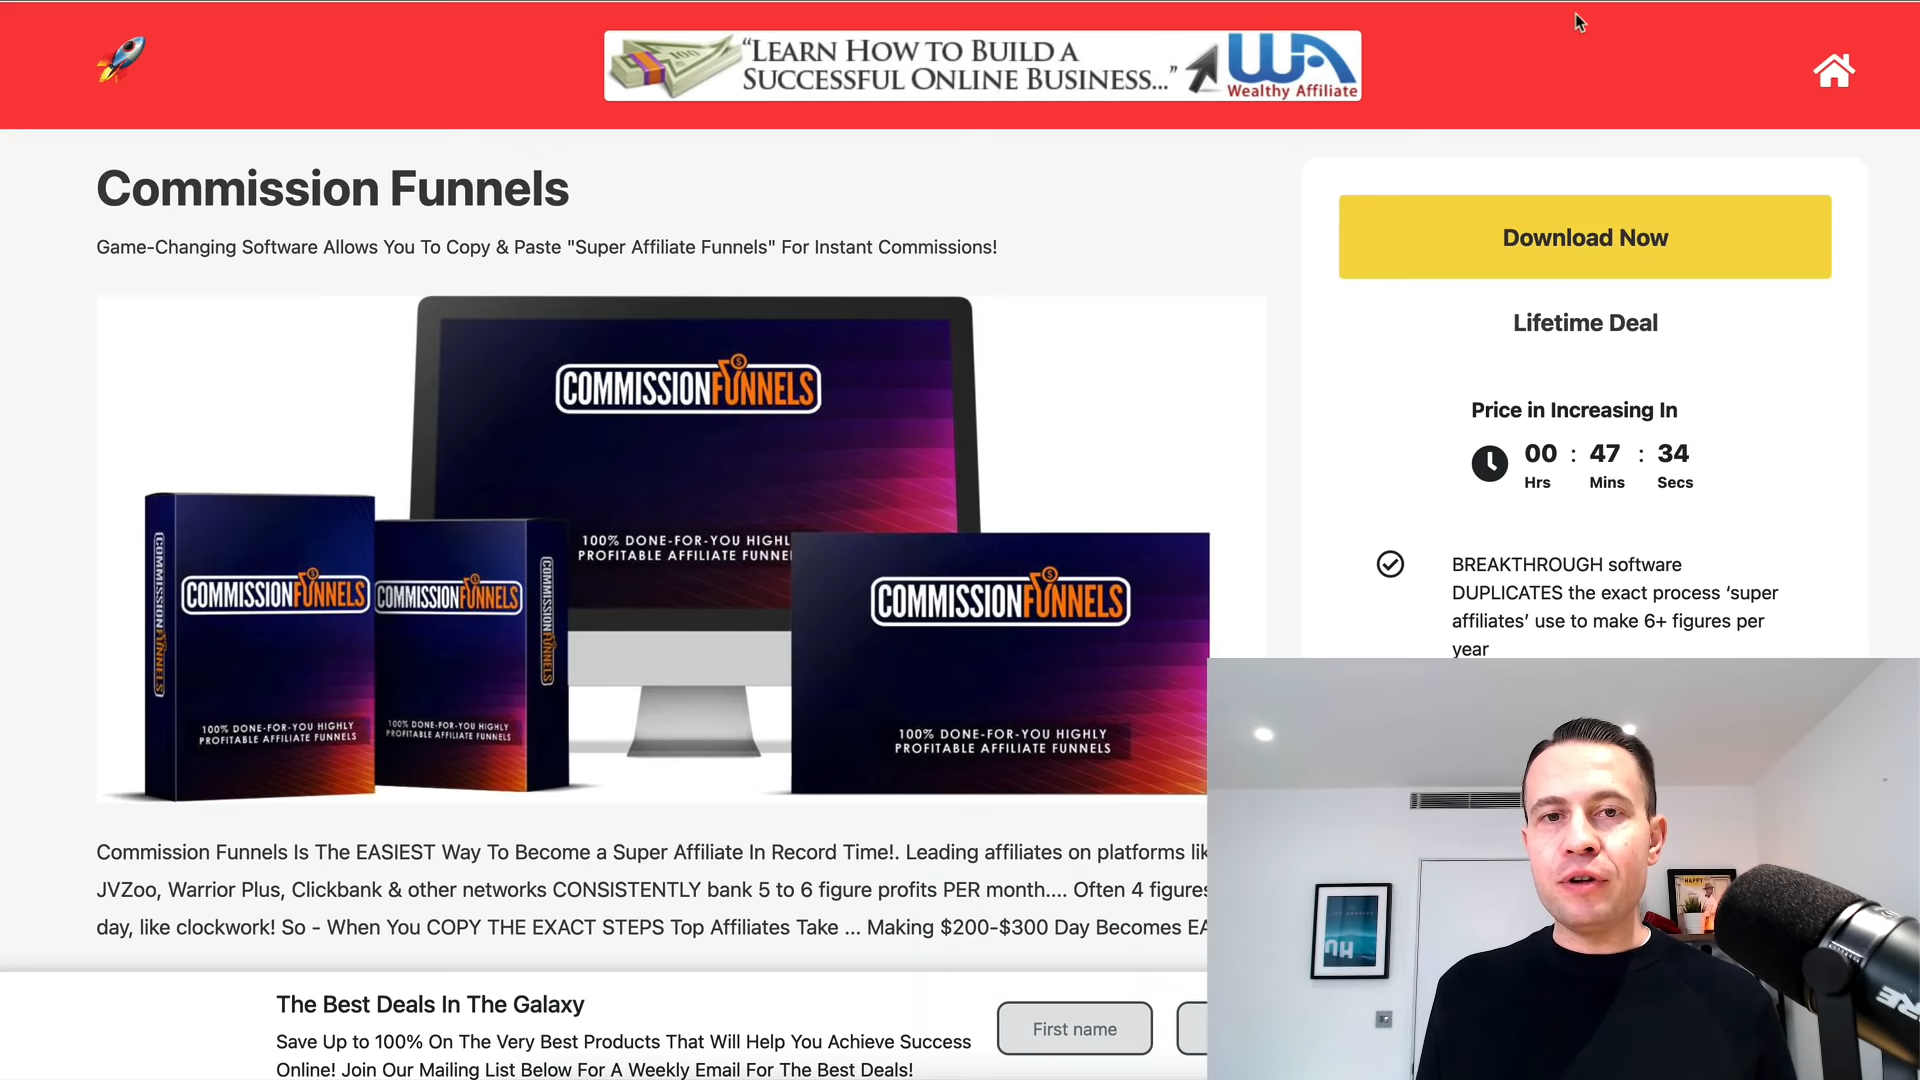 “LEARN HOW TO BUILD A
SUCCESSFUL ONLINE BUSINESS...”
WA
Wealthy Affiliate
100
Commission Funnels
Game-Changing Software Allows You To Copy & Paste "Super Affiliate Funnels" For Instant Commissions!
Download Now
Lifetime Deal
Price in Increasing In
00 : 47 : 34
Hrs Mins Secs
BREAKTHROUGH software
DUPLICATES the exact process ‘super
affiliates’ use to make 6+ figures per
year
COMMISSIONFUNNELS
100% DONE-FOR-YOU HIGHL
PROFITABLE AFFILIATE FUNNE
COMMISSIONFUNNELS
COMMISSIONFUNNELS
100% DONE-FOR-YOU HIGHLY
PROFITABLE AFFILIATE FUNNELS
COMMISSIONFUNNELS
COMMISSIONFUNNELS
100% DONE-FOR-YOU HIGHLY
PROFITABLE AFFILIATE FUNNELS
COMMISSIONFUNNELS
100% DONE-FOR-YOU HIGHLY
PROFITABLE AFFILIATE FUNNELS
Commission Funnels Is The EASIEST Way To Become a Super Affiliate In Record Time!. Leading affiliates on platforms lik
JVZoo, Warrior Plus, Clickbank & other networks CONSISTENTLY bank 5 to 6 figure profits PER month.... Often 4 figures
day, like clockwork! So - When You COPY THE EXACT STEPS Top Affiliates Take ... Making $200-$300 Day Becomes EA
The Best Deals In The Galaxy
Save Up to 100% On The Very Best Products That Will Help You Achieve Success
Online! Join Our Mailing List Below For A Weekly Email For The Best Deals!
First name
HAPPY